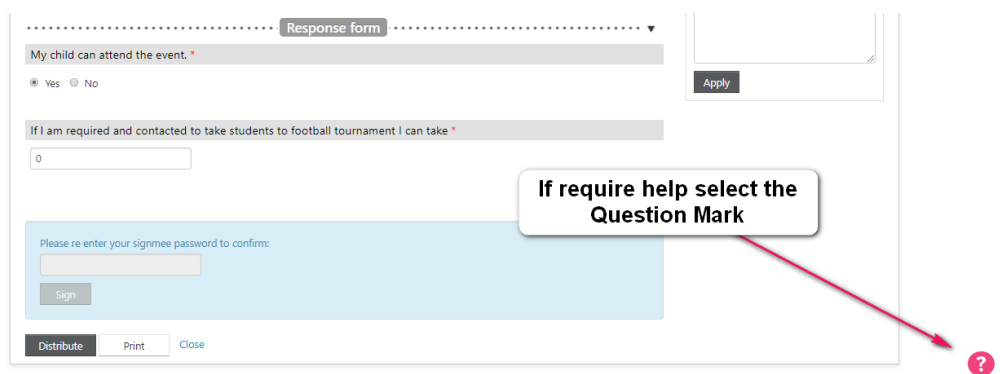 Response form
My child can attend the event. *
Yes No
Apply
If I am required and contacted to take students to football tournament I can take *
0
If require help select the
Question Mark
Please re enter your signmee password to confirm:
Sign
Distribute Print Close
?